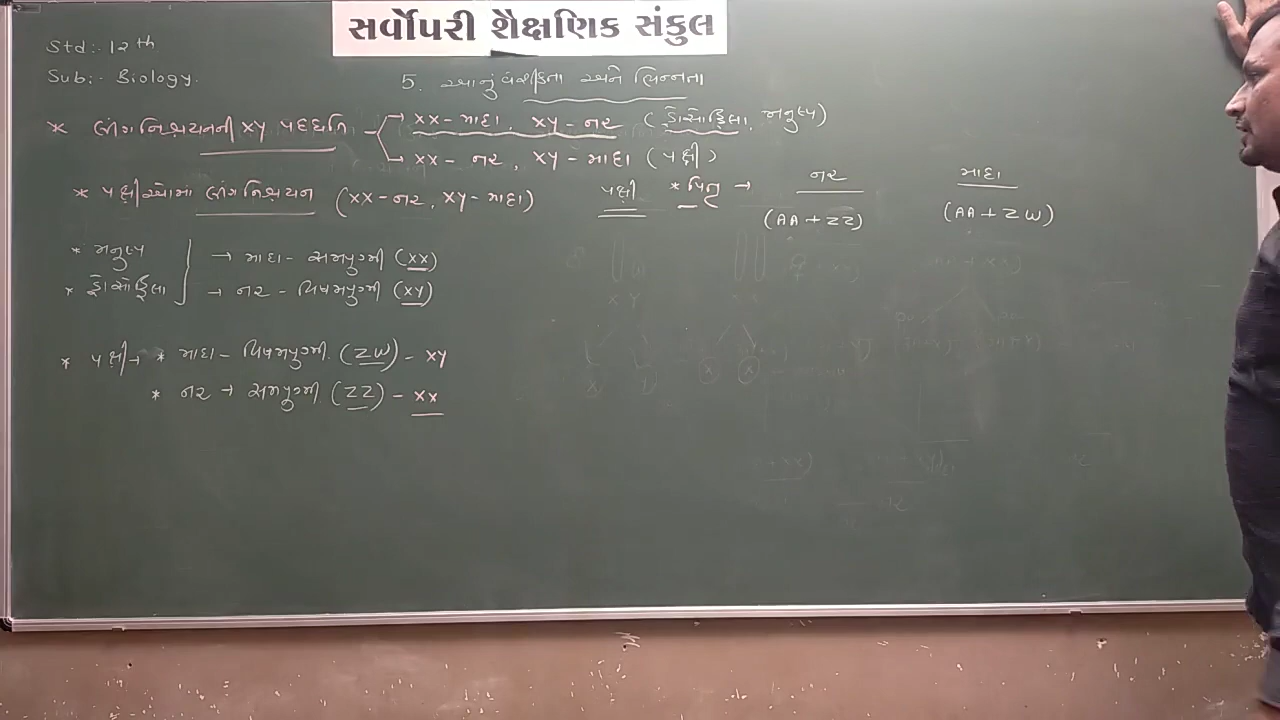 સર્વોપરી શૈક્ષણિક સંકુલ
Std:- 12th
Sub:- Biology.
5. આનુવંશિકતા અને ભિન્નતા
* લિંગનિશ્ચયનની XY પદ્ધતિ → XX - માદા, XY - નર (ડ્રોસોફિલા, મનુષ્ય)
→ XX - નર, XY - માદા (પક્ષી)
* પક્ષીઓમાં લિંગનિશ્ચયન (XX-નર, XY-માદા)
* મનુષ્ય → માદા - સમયુગ્મી (XX)
* ડ્રોસોફિલા → નર - વિષમયુગ્મી (XY)
* પક્ષી → * માદા - વિષમયુગ્મી (ZW) - XY
* નર → સમયુગ્મી (ZZ) - XX
પક્ષી * પિતૃ → નર માદા
(AA + ZZ) (AA + ZW)